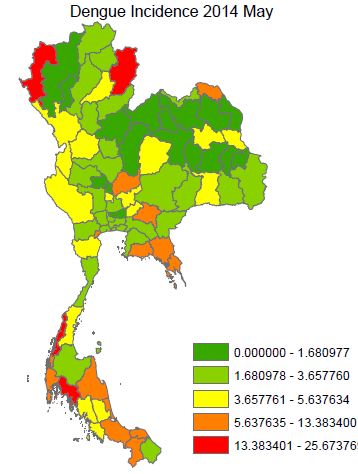 Dengue Incidence 2014 May
0.000000 - 1.680977
1.680978 - 3.657760
3.657761 - 5.637634
5.637635 - 13.383400
13.383401 - 25.673769